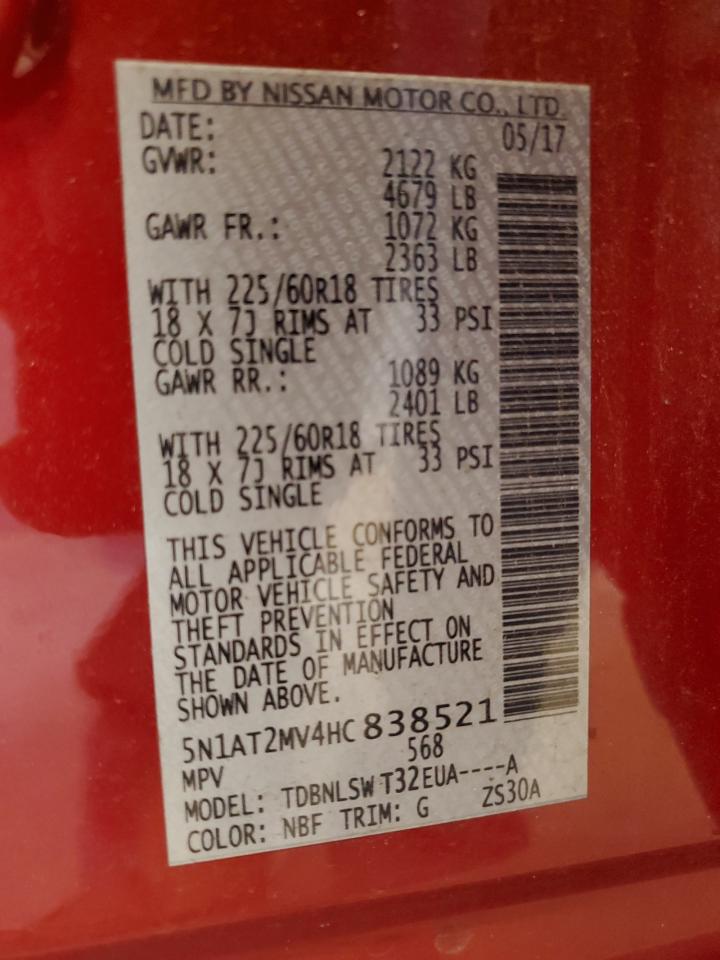 MFD BY NISSAN MOTOR CO., LTD.
DATE: 05/17
GVWR: 2122 KG
4679 LB
GAWR FR.: 1072 KG
2363 LB
WITH 225/60R18 TIRES
18 X 7J RIMS AT 33 PSI
COLD SINGLE
GAWR RR.: 1089 KG
2401 LB
WITH 225/60R18 TIRES
18 X 7J RIMS AT 33 PSI
COLD SINGLE
THIS VEHICLE CONFORMS TO
ALL APPLICABLE FEDERAL
MOTOR VEHICLE SAFETY AND
THEFT PREVENTION
STANDARDS IN EFFECT ON
THE DATE OF MANUFACTURE
SHOWN ABOVE.
5N1AT2MV4HC838521
MPV 568
MODEL: TDBNLSW T32EUA----A
COLOR: NBF TRIM: G ZS30A